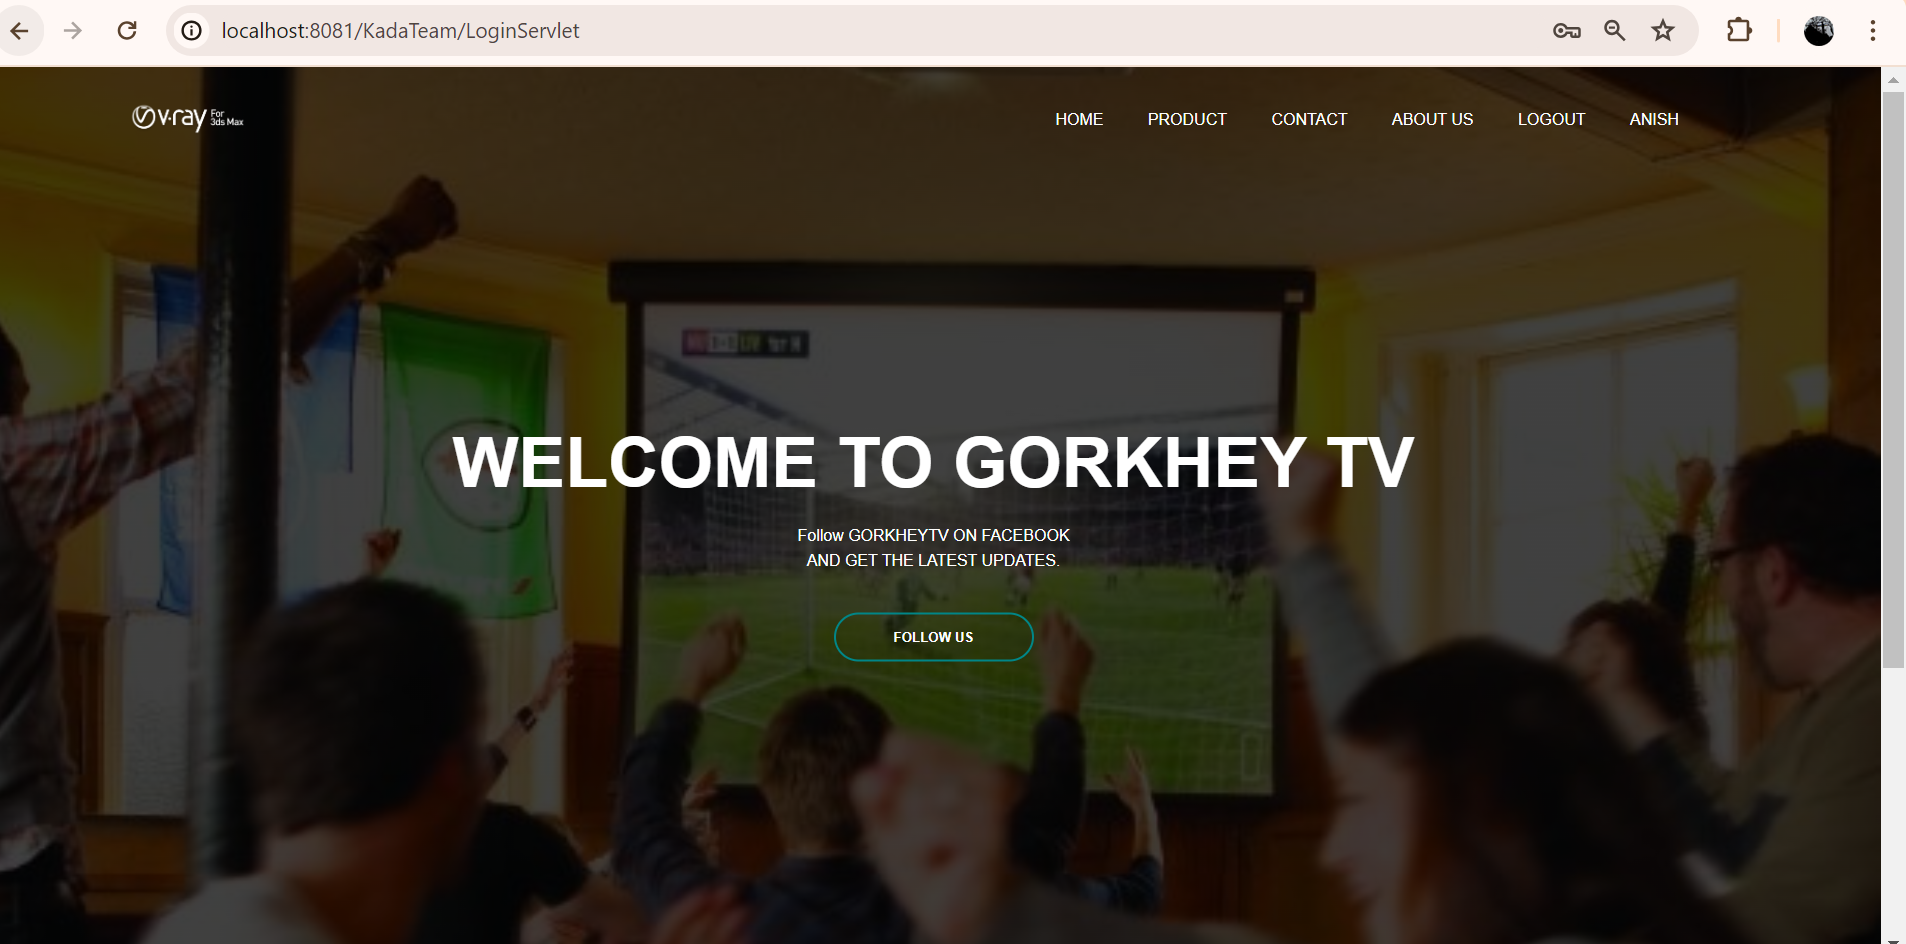 localhost:8081/KadaTeam/LoginServlet
v-ray For 3ds Max
HOME PRODUCT CONTACT ABOUT US LOGOUT ANISH
WELCOME TO GORKHEY TV
Follow GORKHEYTV ON FACEBOOK
AND GET THE LATEST UPDATES.
FOLLOW US